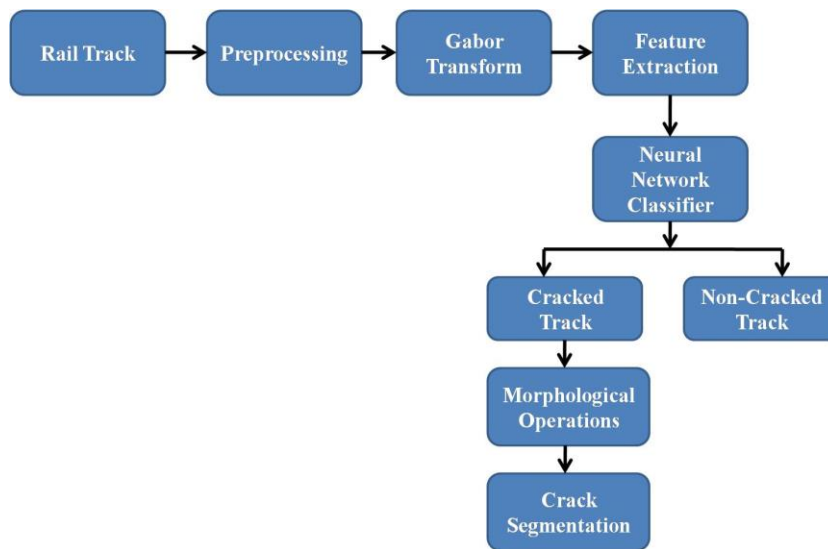 Rail Track
Preprocessing
Gabor
Transform
Feature
Extraction
Neural
Network
Classifier
Cracked
Track
Non-Cracked
Track
Morphological
Operations
Crack
Segmentation